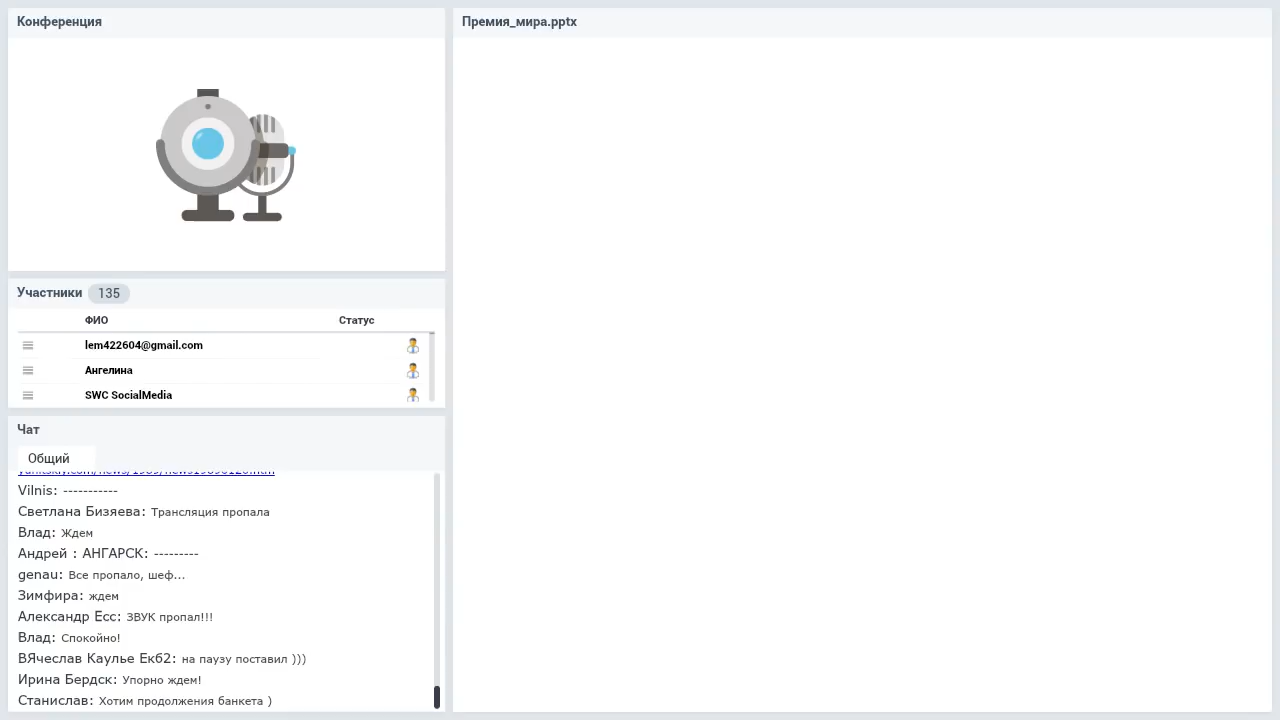 Конференция
Премия_мира.pptx
Участники 135
ФИО Статус
lem422604@gmail.com
Ангелина
SWC SocialMedia
Чат
Общий
Vilnis: -----------
Светлана Бизяева: Трансляция пропала
Влад: Ждем
Андрей : АНГАРСК: ---------
genau: Все пропало, шеф...
Зимфира: ждем
Александр Есс: ЗВУК пропал!!!
Влад: Спокойно!
ВЯчеслав Каулье Екб2: на паузу поставил )))
Ирина Бердск: Упорно ждем!
Станислав: Хотим продолжения банкета )